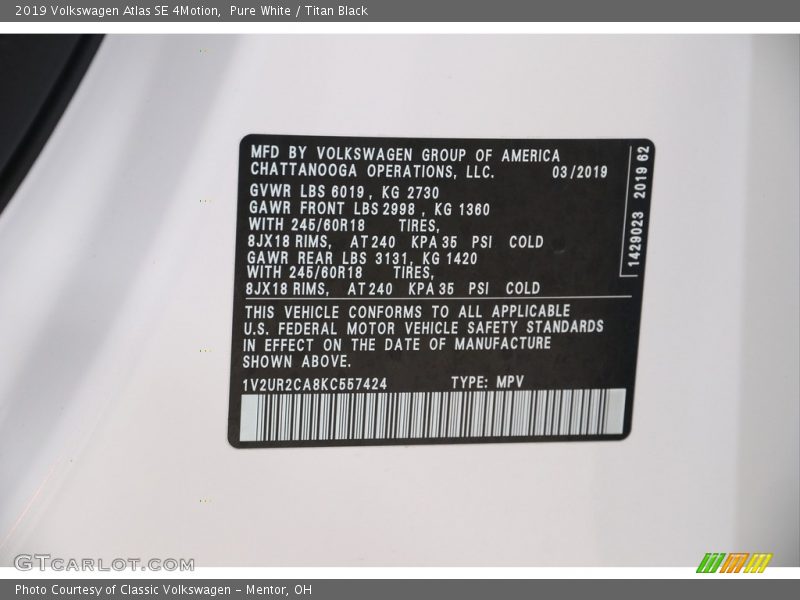 2019 Volkswagen Atlas SE 4Motion, Pure White / Titan Black
MFD BY VOLKSWAGEN GROUP OF AMERICA
CHATTANOOGA OPERATIONS, LLC. 03/2019
GVWR LBS 6019 , KG 2730
GAWR FRONT LBS 2998 , KG 1360
WITH 245/60R18 TIRES,
8JX18 RIMS, AT 240 KPA 35 PSI COLD
GAWR REAR LBS 3131, KG 1420
WITH 245/60R18 TIRES,
8JX18 RIMS, AT 240 KPA 35 PSI COLD
THIS VEHICLE CONFORMS TO ALL APPLICABLE
U.S. FEDERAL MOTOR VEHICLE SAFETY STANDARDS
IN EFFECT ON THE DATE OF MANUFACTURE
SHOWN ABOVE.
1V2UR2CA8KC557424 TYPE: MPV
1429023 2019 62
GTCARLOT.COM
Photo Courtesy of Classic Volkswagen - Mentor, OH